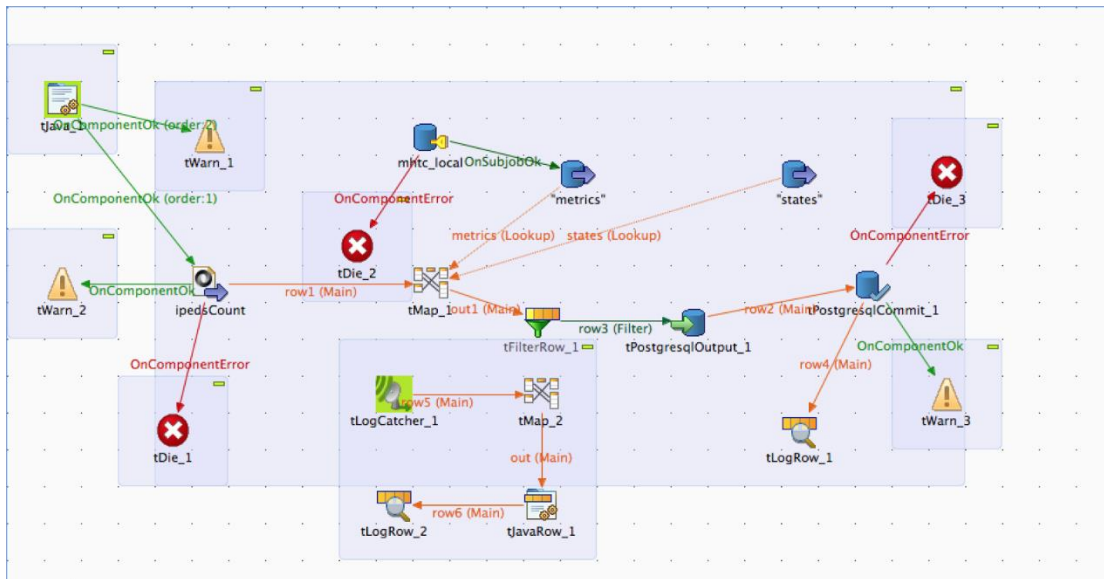 tJava_1
OnComponentOk (order:2)
tWarn_1
mhtc_local
OnSubjobOk
"metrics"
"states"
tDie_3
OnComponentOk (order:1)
OnComponentError
metrics (Lookup)
states (Lookup)
OnComponentError
tDie_2
tWarn_2
OnComponentOk
ipedsCount
row1 (Main)
tMap_1
out1 (Main)
row3 (Filter)
row2 (Main)
tPostgresqlCommit_1
tFilterRow_1
tPostgresqlOutput_1
OnComponentError
OnComponentOk
row4 (Main)
tLogCatcher_1
row5 (Main)
tMap_2
tWarn_3
tDie_1
out (Main)
tLogRow_1
tLogRow_2
row6 (Main)
tJavaRow_1